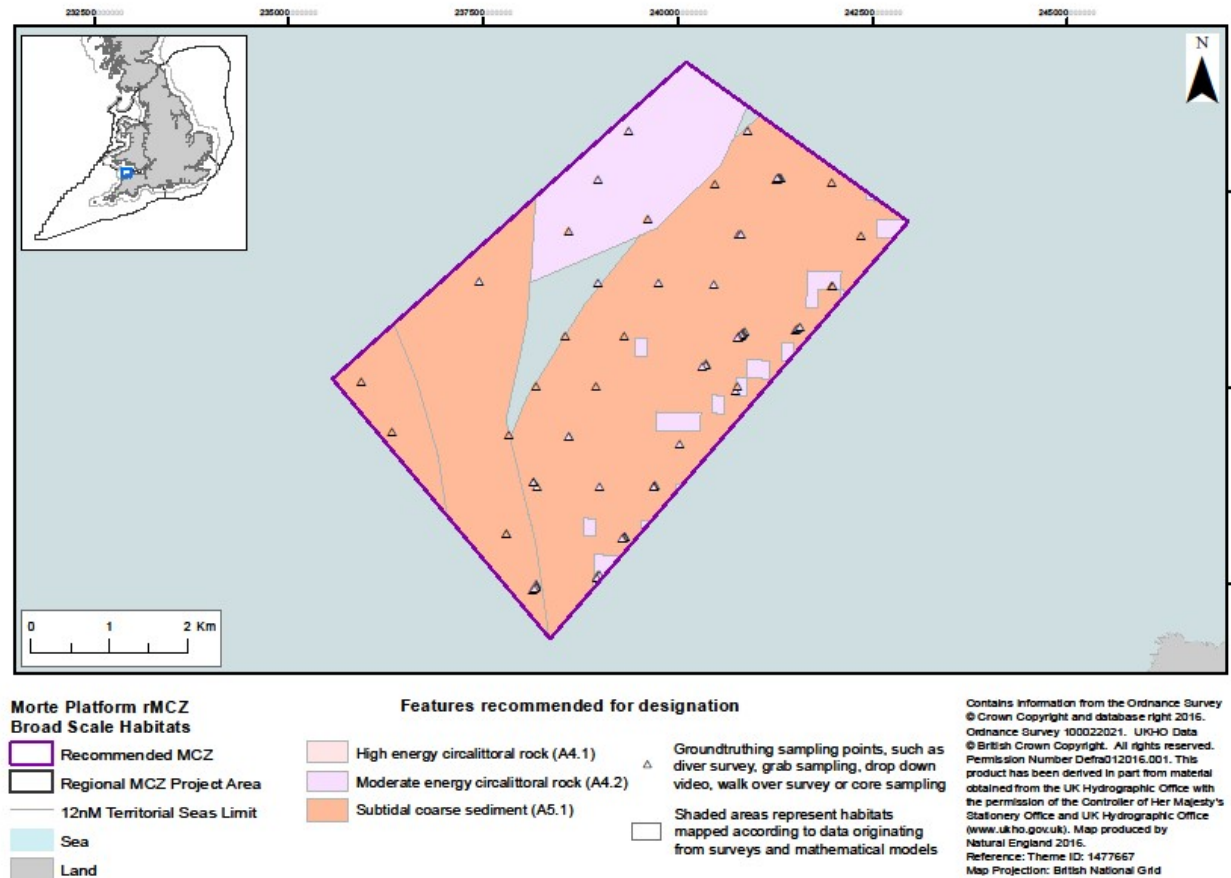 232500 235000 237500 240000 242500 245000
N
0 1 2 Km
Morte Platform rMCZ
Broad Scale Habitats
Recommended MCZ
Regional MCZ Project Area
12nM Territorial Seas Limit
Sea
Land
Features recommended for designation
High energy circalittoral rock (A4.1)
Moderate energy circalittoral rock (A4.2)
Subtidal coarse sediment (A5.1)
Groundtruthing sampling points, such as
diver survey, grab sampling, drop down
video, walk over survey or core sampling
Shaded areas represent habitats
mapped according to data originating
from surveys and mathematical models
Contains information from the Ordnance Survey
© Crown Copyright and database right 2016.
Ordnance Survey 100022021. UKHO Data
© British Crown Copyright. All rights reserved.
Permission Number Defra012016.001. This
product has been derived in part from material
obtained from the UK Hydrographic Office with
the permission of the Controller of Her Majesty's
Stationery Office and UK Hydrographic Office
(www.ukho.gov.uk). Map produced by
Natural England 2016.
Reference: Theme ID: 1477667
Map Projection: British National Grid